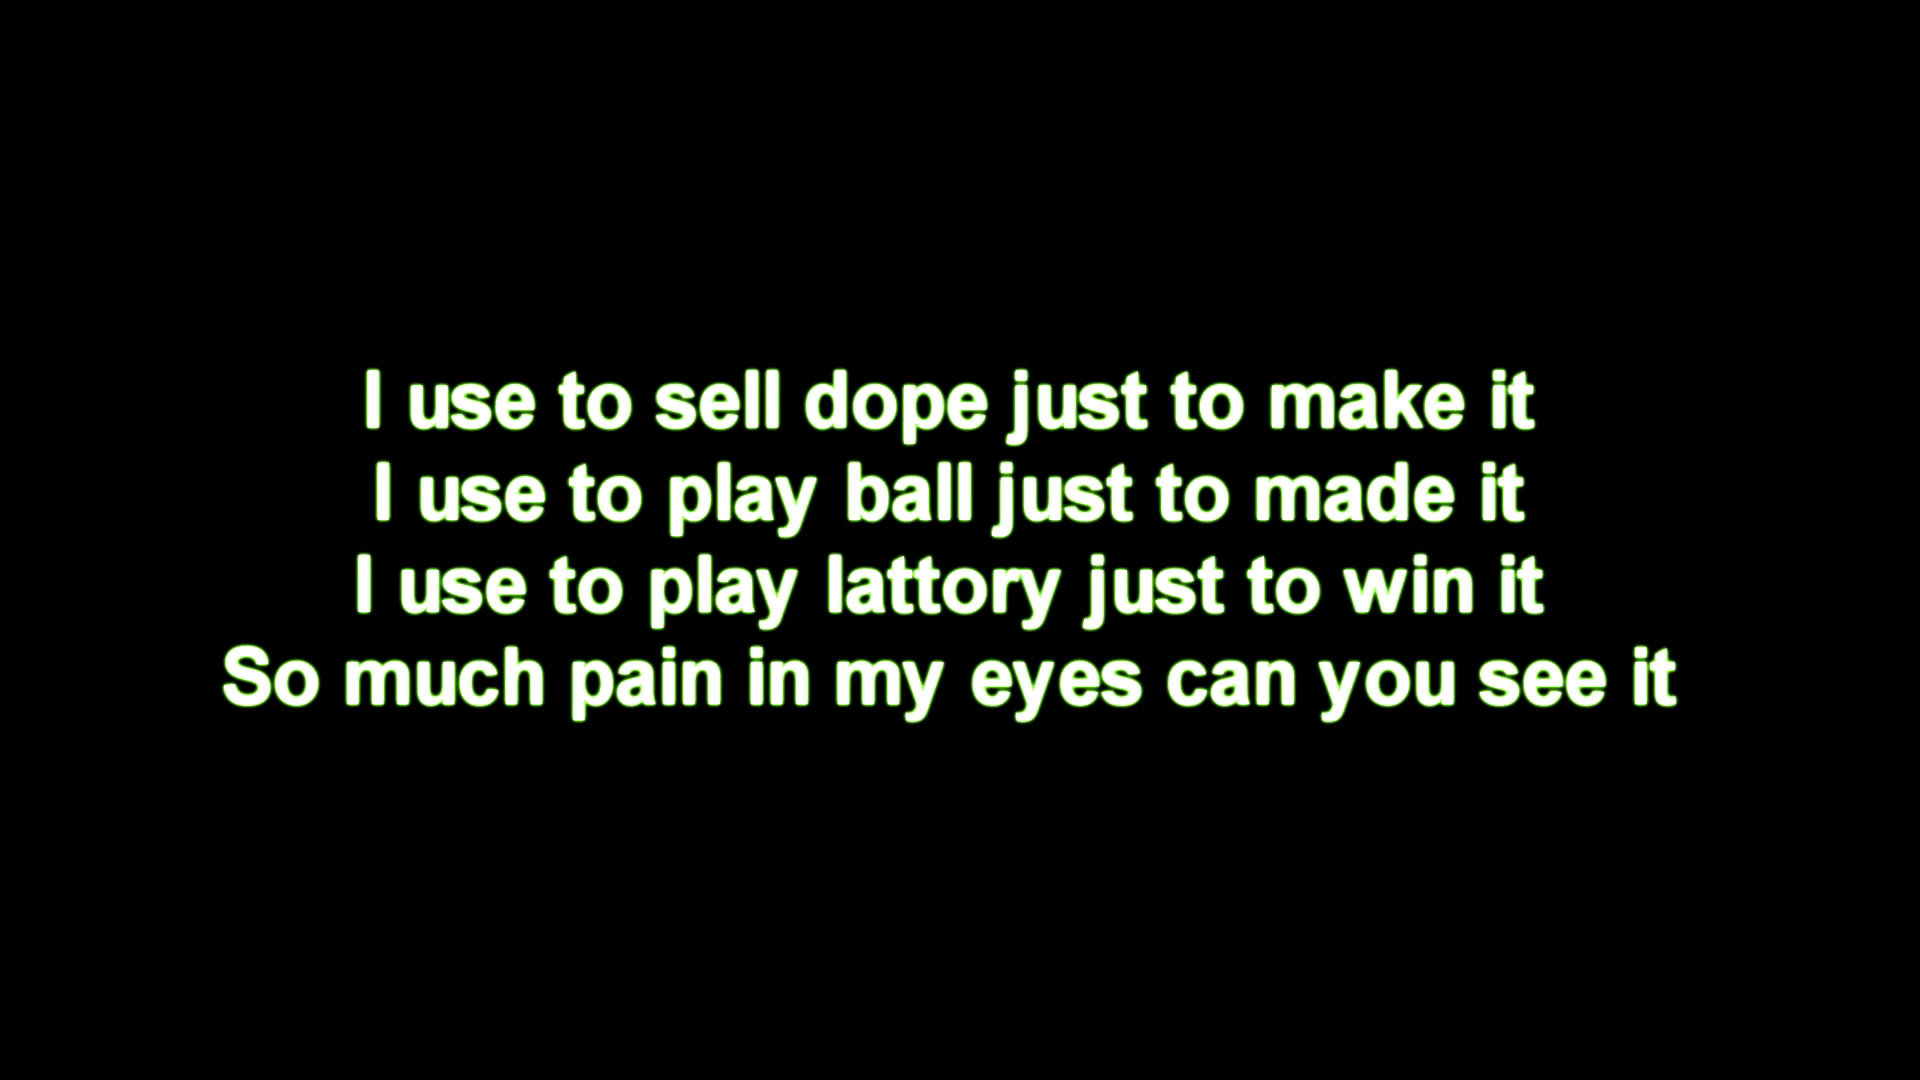 I use to sell dope just to make it
I use to play ball just to made it
I use to play lattory just to win it
So much pain in my eyes can you see it